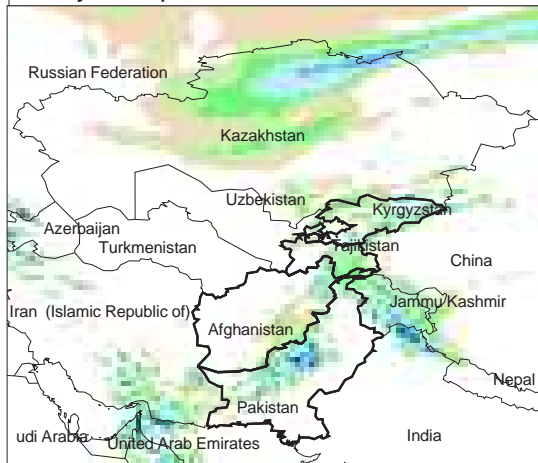 Russian Federation
Kazakhstan
Uzbekistan
Kyrgyzstan
Azerbaijan
Turkmenistan
Tajikistan
China
Iran (Islamic Republic of)
Jammu Kashmir
Afghanistan
Nepal
Pakistan
udi Arabia
United Arab Emirates
India